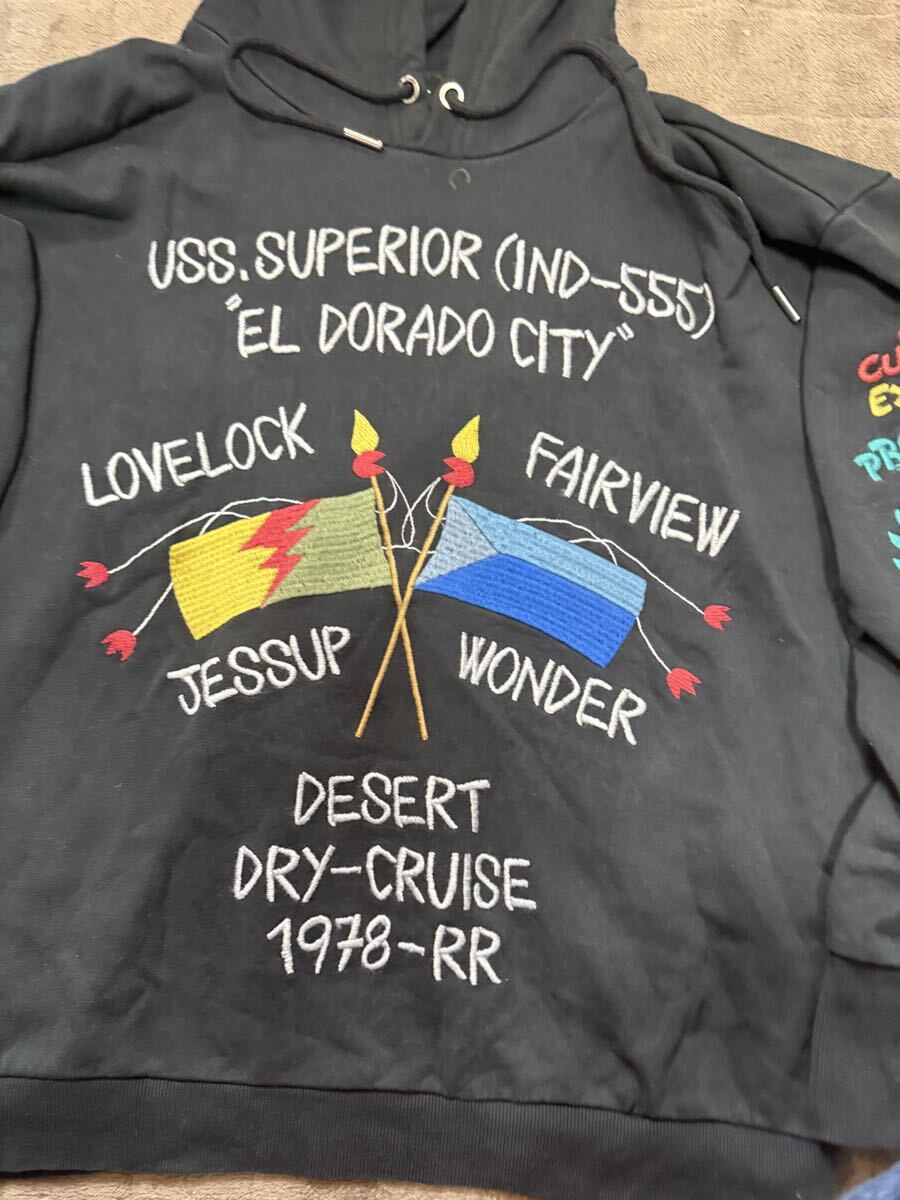 USS.SUPERIOR (IND-555)
"EL DORADO CITY"
LOVELOCK
FAIRVIEW
JESSUP
WONDER
DESERT
DRY-CRUISE
1978-RR